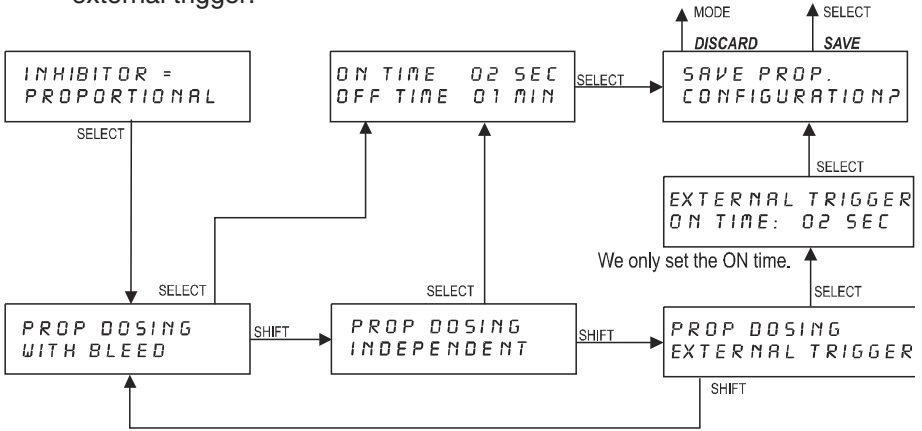 external trigger.
MODE
SELECT
DISCARD
SAVE
INHIBITOR =
PROPORTIONAL
ON TIME 02 SEC
OFF TIME 01 MIN
SELECT
SAVE PROP.
CONFIGURATION?
SELECT
SELECT
EXTERNAL TRIGGER
ON TIME: 02 SEC
We only set the ON time.
SELECT
SELECT
SELECT
PROP DOSING
WITH BLEED
SHIFT
PROP DOSING
INDEPENDENT
SHIFT
PROP DOSING
EXTERNAL TRIGGER
SHIFT